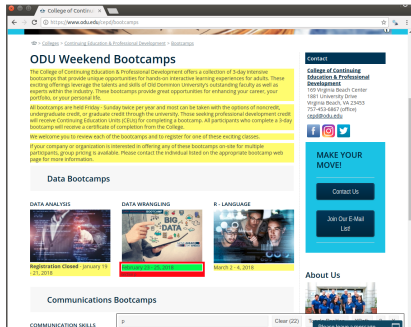 College of Continu
https://www.odu.edu/cepd/bootcamps
> Colleges > Continuing Education & Professional Development > Bootcamps
ODU Weekend Bootcamps
The College of Continuing Education & Professional Development offers a collection of 3-day intensive
bootcamps that provide unique opportunities for hands-on interactive learning experiences for adults. These
exciting offerings leverage the talents and skills of Old Dominion University's outstanding faculty as well as
experts within the industry. These bootcamps provide great opportunities for enhancing your career, your
portfolio, or your personal life.
All bootcamps are held Friday - Sunday twice per year and most can be taken with the options of noncredit,
undergraduate credit, or graduate credit through the university. Those seeking professional development credit
will receive Continuing Education Units (CEUs) for completing a bootcamp. All participants who complete a 3-day
bootcamp will receive a certificate of completion from the College.
We welcome you to review each of the bootcamps and to register for one of these exciting classes.
If your company or organization is interested in offering any of these bootcamps on-site for multiple
participants, group pricing is available. Please contact the individual listed on the appropriate bootcamp web
page for more information.
Data Bootcamps
DATA ANALYSIS
DATA WRANGLING
R - LANGUAGE
BIG
DATA
Registration Closed - January 19
- 21, 2018
February 23 - 25, 2018
March 2 - 4, 2018
Communications Bootcamps
COMMUNICATION SKILLS
Contact
College of Continuing
Education & Professional
Development
169 Virginia Beach Center
1881 University Drive
Virginia Beach, VA 23453
757-453-6867 (office)
cepd@odu.edu
MAKE YOUR
MOVE!
Contact Us
Join Our E-Mail
List!
About Us
p
Clear (22)
Please leave a message